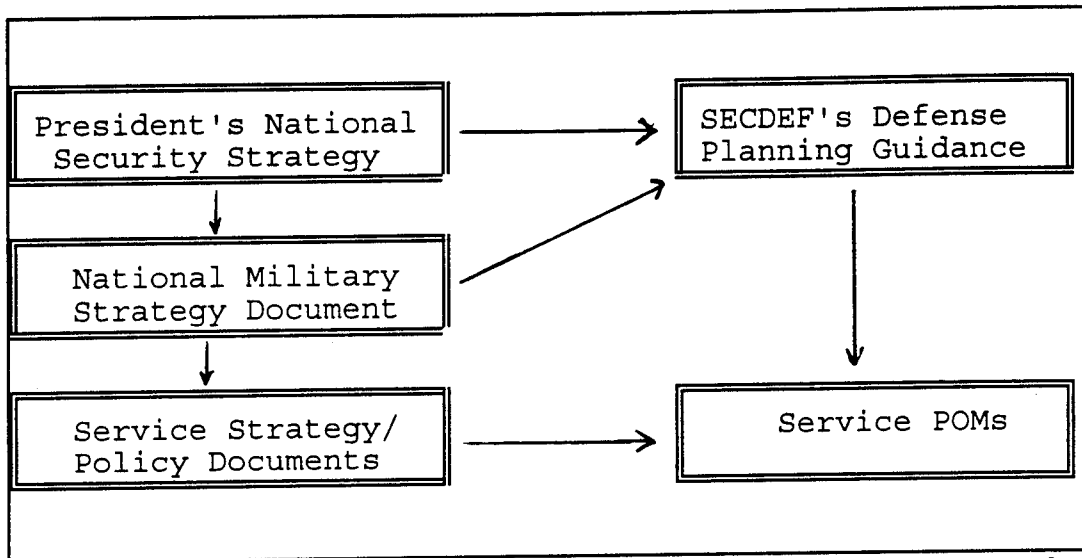 President's National
Security Strategy
SECDEF's Defense
Planning Guidance
National Military
Strategy Document
Service Strategy/
Policy Documents
Service POMs